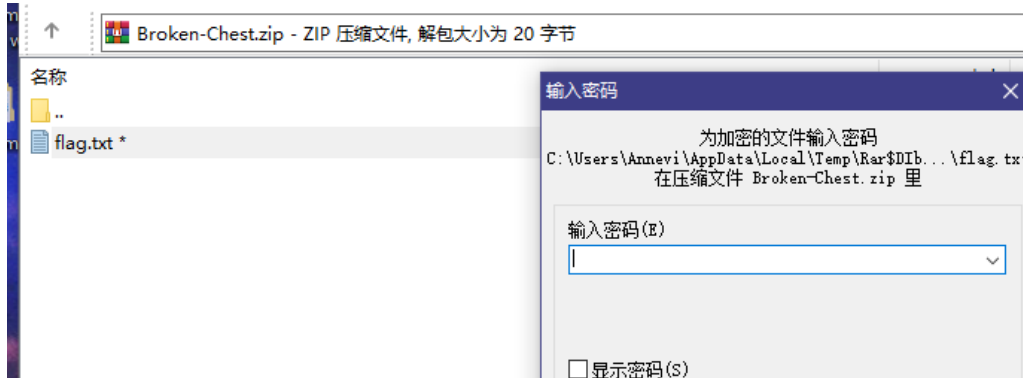 Broken-Chest.zip - ZIP 压缩文件, 解包大小为 20 字节
名称
..
flag.txt *
输入密码
为加密的文件输入密码
C:\Users\Annevi\AppData\Local\Temp\Rar$DIb...\flag.tx
在压缩文件 Broken-Chest.zip 里
输入密码(E)
显示密码(S)